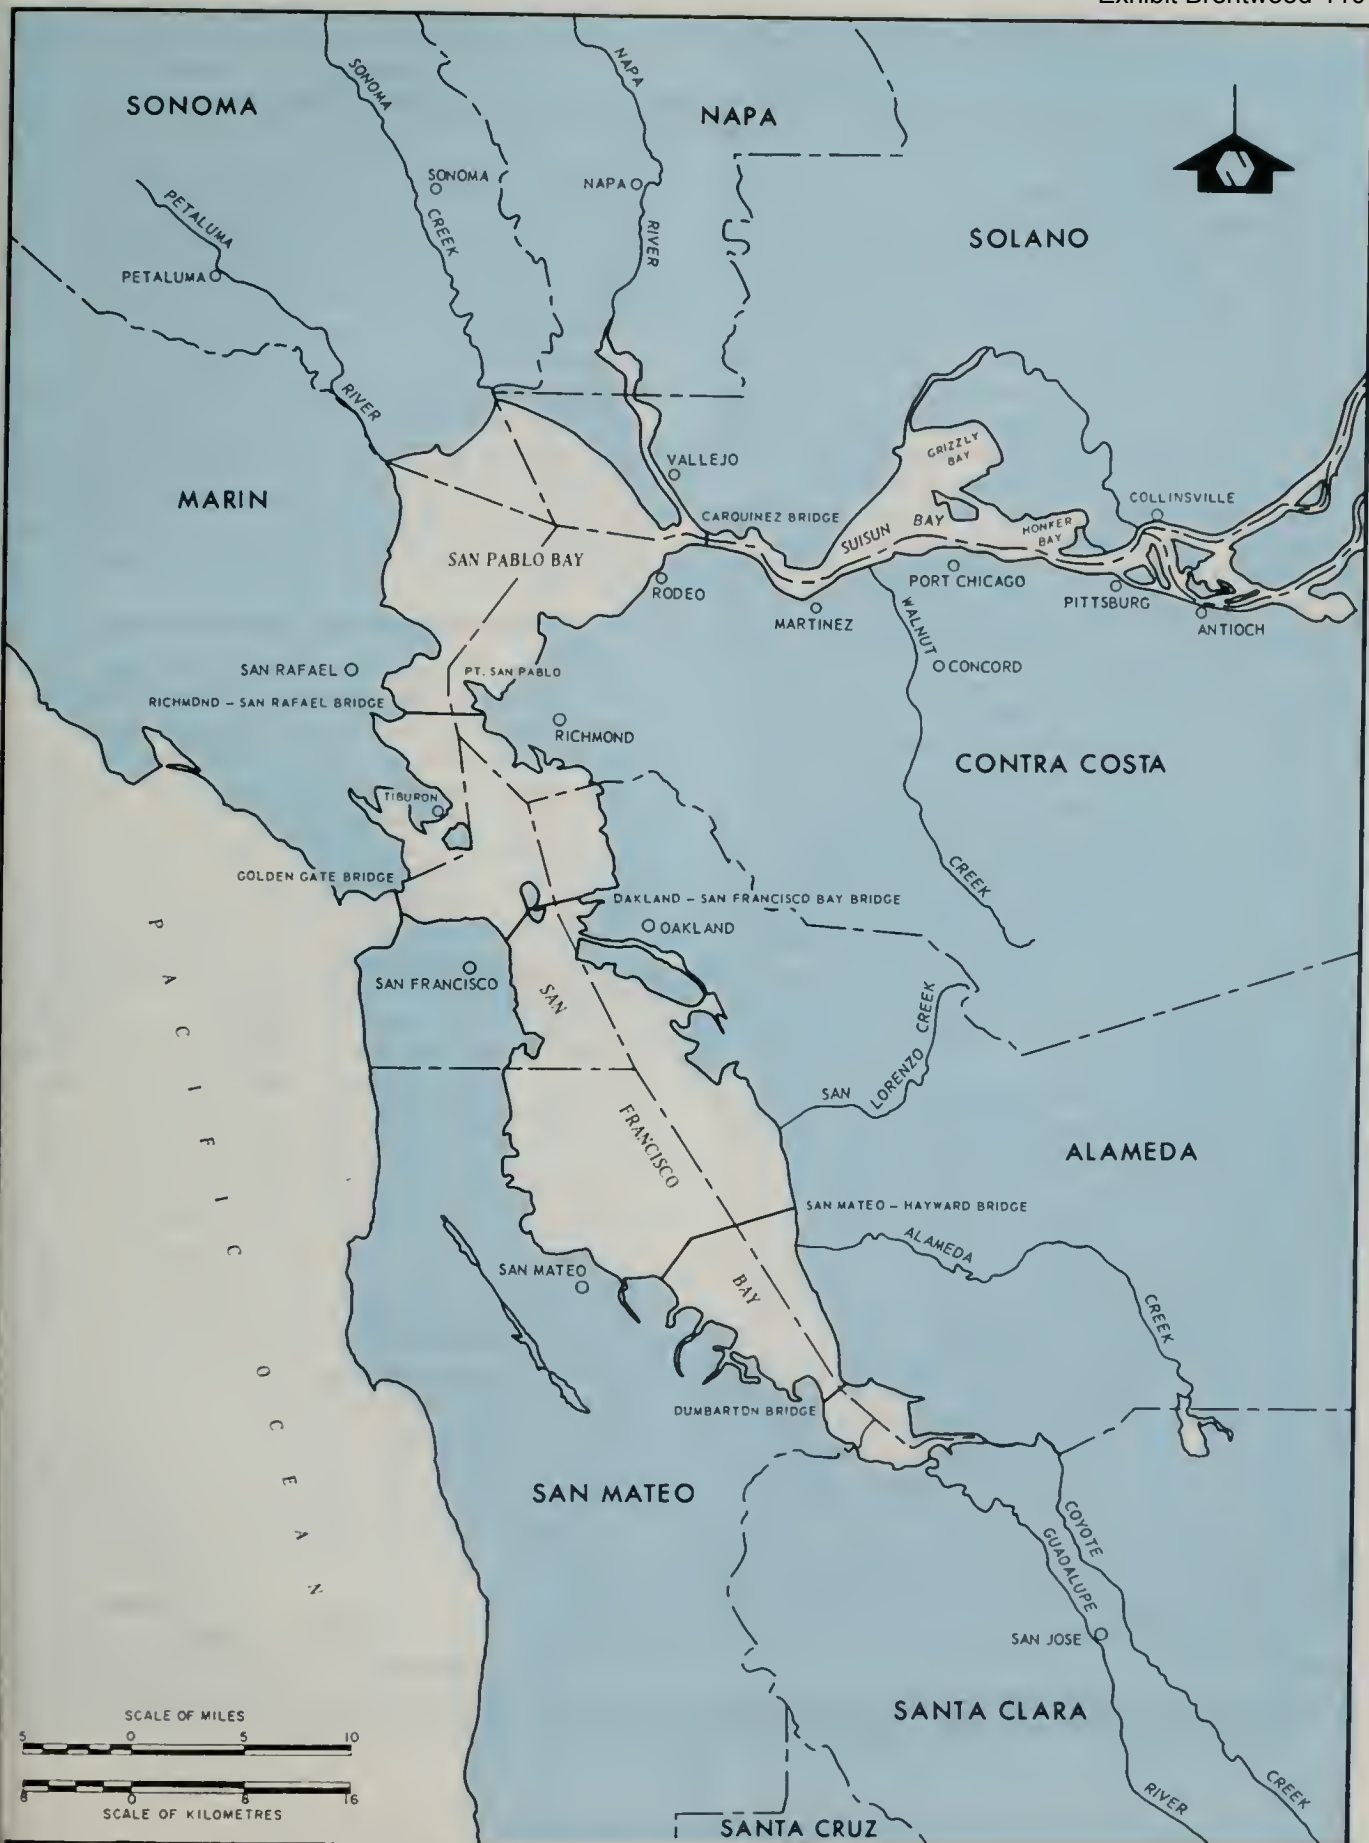 Exhibit Brentwood-116
SONOMA
NAPA
SOLANO
MARIN
CONTRA COSTA
ALAMEDA
SAN MATEO
SANTA CLARA
SANTA CRUZ
SONOMA
CREEK
SONOMA
NAPA
RIVER
NAPA
PETALUMA
RIVER
PETALUMA
VALLEJO
CARQUINEZ BRIDGE
GRIZZLY
BAY
SUISUN BAY
HONKER
BAY
COLLINSVILLE
SAN PABLO BAY
RODEO
MARTINEZ
PORT CHICAGO
PITTSBURG
ANTIOCH
WALNUT
CREEK
CONCORD
SAN RAFAEL
PT. SAN PABLO
RICHMOND – SAN RAFAEL BRIDGE
RICHMOND
TIBURON
GOLDEN GATE BRIDGE
OAKLAND – SAN FRANCISCO BAY BRIDGE
OAKLAND
SAN FRANCISCO
SAN
FRANCISCO
BAY
PACIFIC OCEAN
SAN
LORENZO CREEK
SAN MATEO – HAYWARD BRIDGE
ALAMEDA
CREEK
SAN MATEO
DUMBARTON BRIDGE
COYOTE
CREEK
GUADALUPE
RIVER
SAN JOSE
SCALE OF MILES
5 0 5 10
8 0 8 16
SCALE OF KILOMETRES